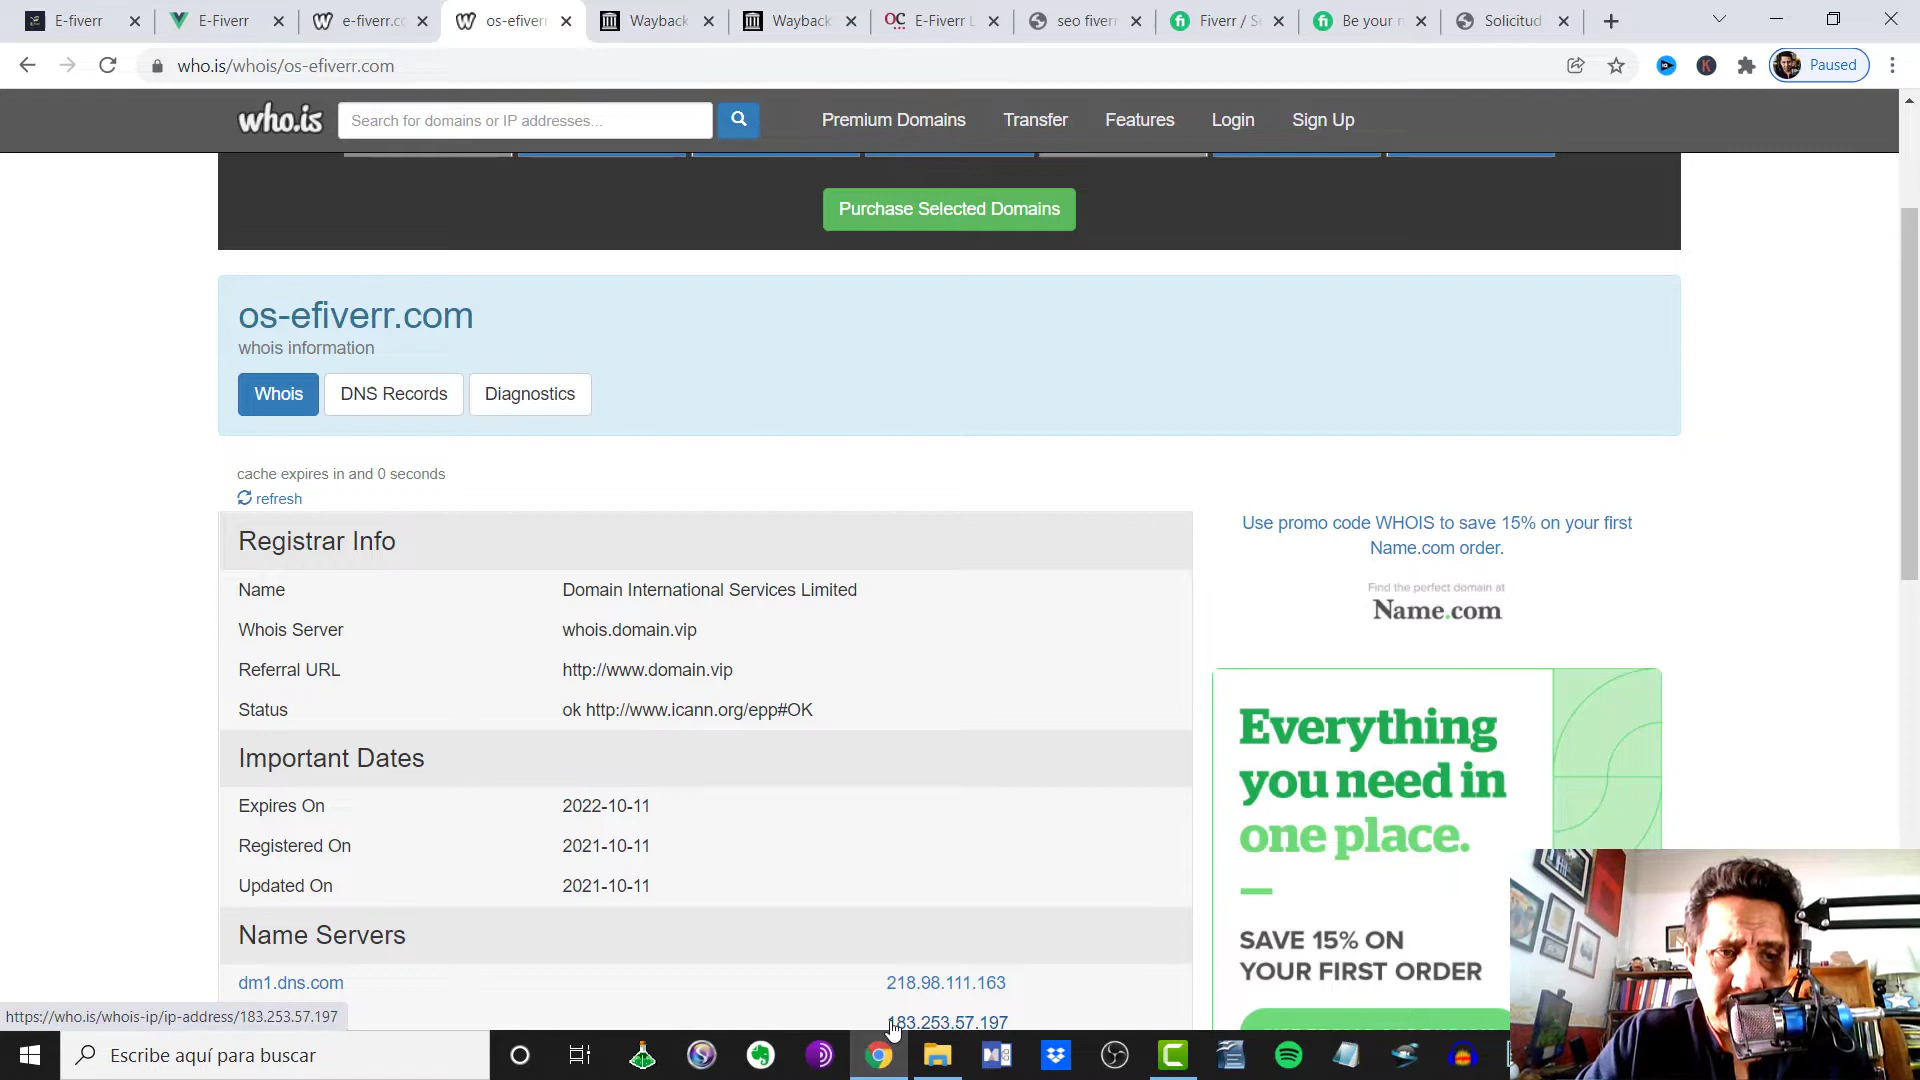 E-fiverr
E-Fiverr
e-fiverr.co
os-efiverr
Wayback
Wayback
E-Fiverr L
seo fiverr
Fiverr / Se
Be your
Solicitud
who.is/whois/os-efiverr.com
Paused
who.is
Search for domains or IP addresses...
Premium Domains
Transfer
Features
Login
Sign Up
Purchase Selected Domains
os-efiverr.com
whois information
Whois
DNS Records
Diagnostics
cache expires in and 0 seconds
refresh
Registrar Info
Name Domain International Services Limited
Whois Server whois.domain.vip
Referral URL http://www.domain.vip
Status ok http://www.icann.org/epp#OK
Important Dates
Expires On 2022-10-11
Registered On 2021-10-11
Updated On 2021-10-11
Name Servers
dm1.dns.com 218.98.111.163
183.253.57.197
Use promo code WHOIS to save 15% on your first
Name.com order.
Find the perfect domain at
Name.com
Everything
you need in
one place.
SAVE 15% ON
YOUR FIRST ORDER
https://who.is/whois-ip/ip-address/183.253.57.197
Escribe aquí para buscar